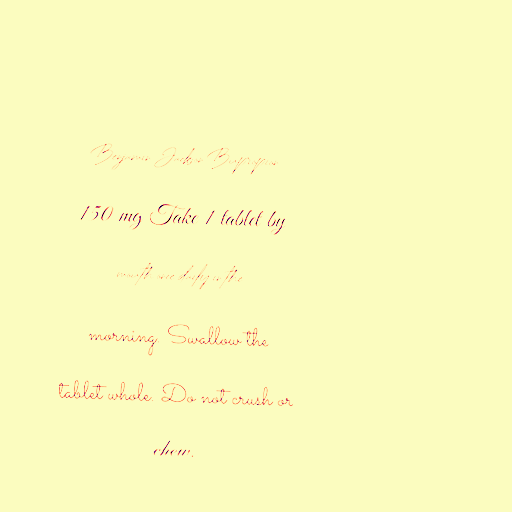 Benjamin Jackson Bupropion
150 mg Take 1 tablet by
mouth once daily in the
morning. Swallow the
tablet whole. Do not crush or
chew.